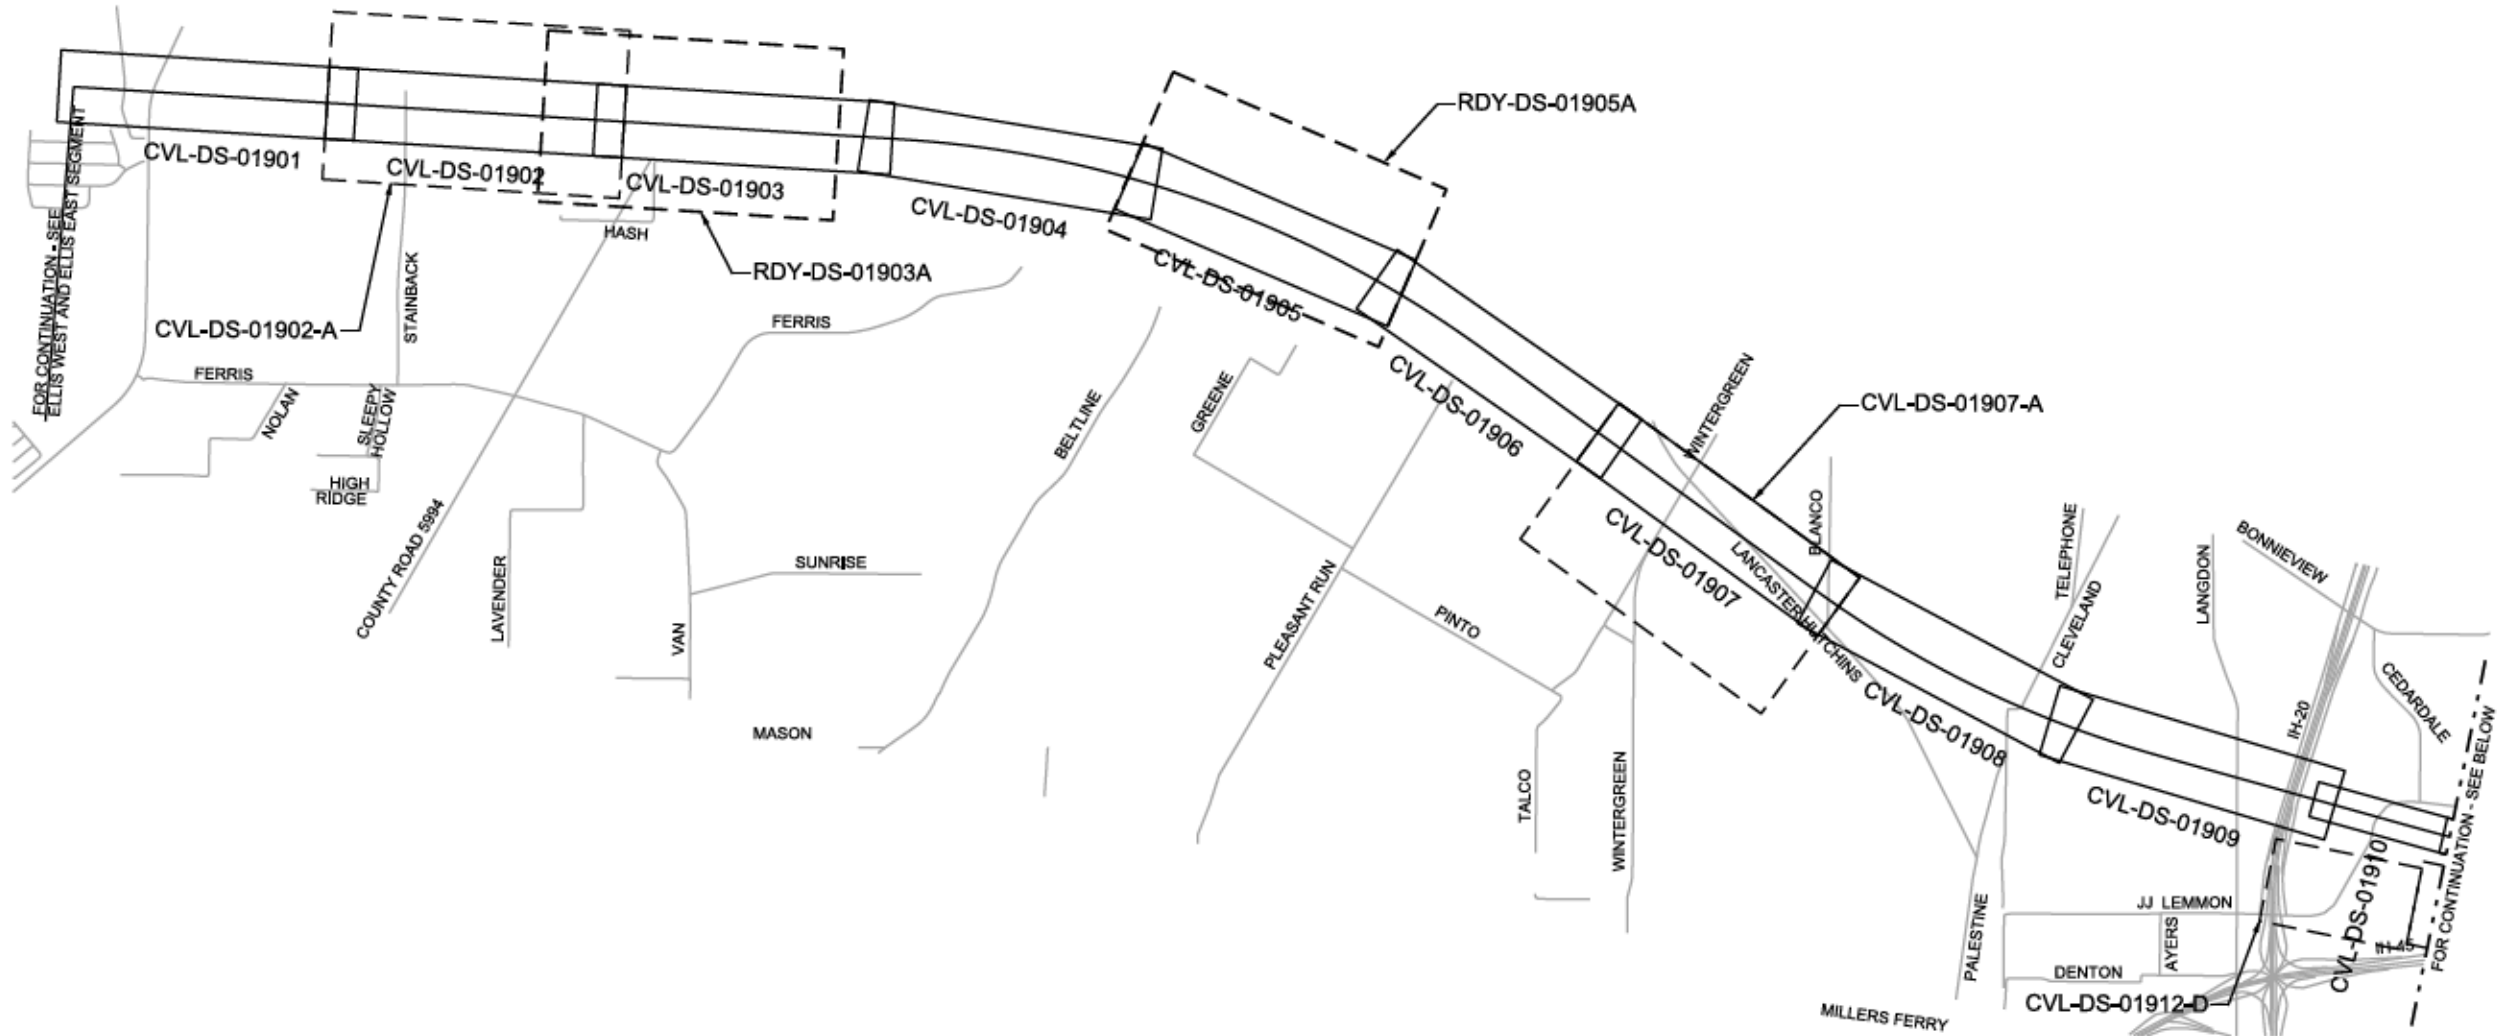 RDY-DS-01905A
CVL-DS-01901
CVL-DS-01902
CVL-DS-01903
CVL-DS-01904
CVL-DS-01905
FOR CONTINUATION - SEE
ELLIS WEST AND ELLIS EAST SEGMENT
HASH
RDY-DS-01903A
STAINBACK
CVL-DS-01902-A
FERRIS
FERRIS
NOLAN
SLEEPY
HOLLOW
HIGH
RIDGE
COUNTY ROAD 5994
LAVENDER
VAN
SUNRISE
MASON
BELTLINE
GREENE
CVL-DS-01906
WINTERGREEN
CVL-DS-01907-A
CVL-DS-01907
BLANCO
LANCASTER HUTCHINS
PLEASANT RUN
PINTO
TALCO
WINTERGREEN
TELEPHONE
CLEVELAND
LANGDON
BONNIEVIEW
CEDARDALE
IH-20
CVL-DS-01908
CVL-DS-01909
CVL-DS-01910
FOR CONTINUATION - SEE BELOW
JJ LEMMON
AYERS
IH-45
DENTON
PALESTINE
CVL-DS-01912-D
MILLERS FERRY